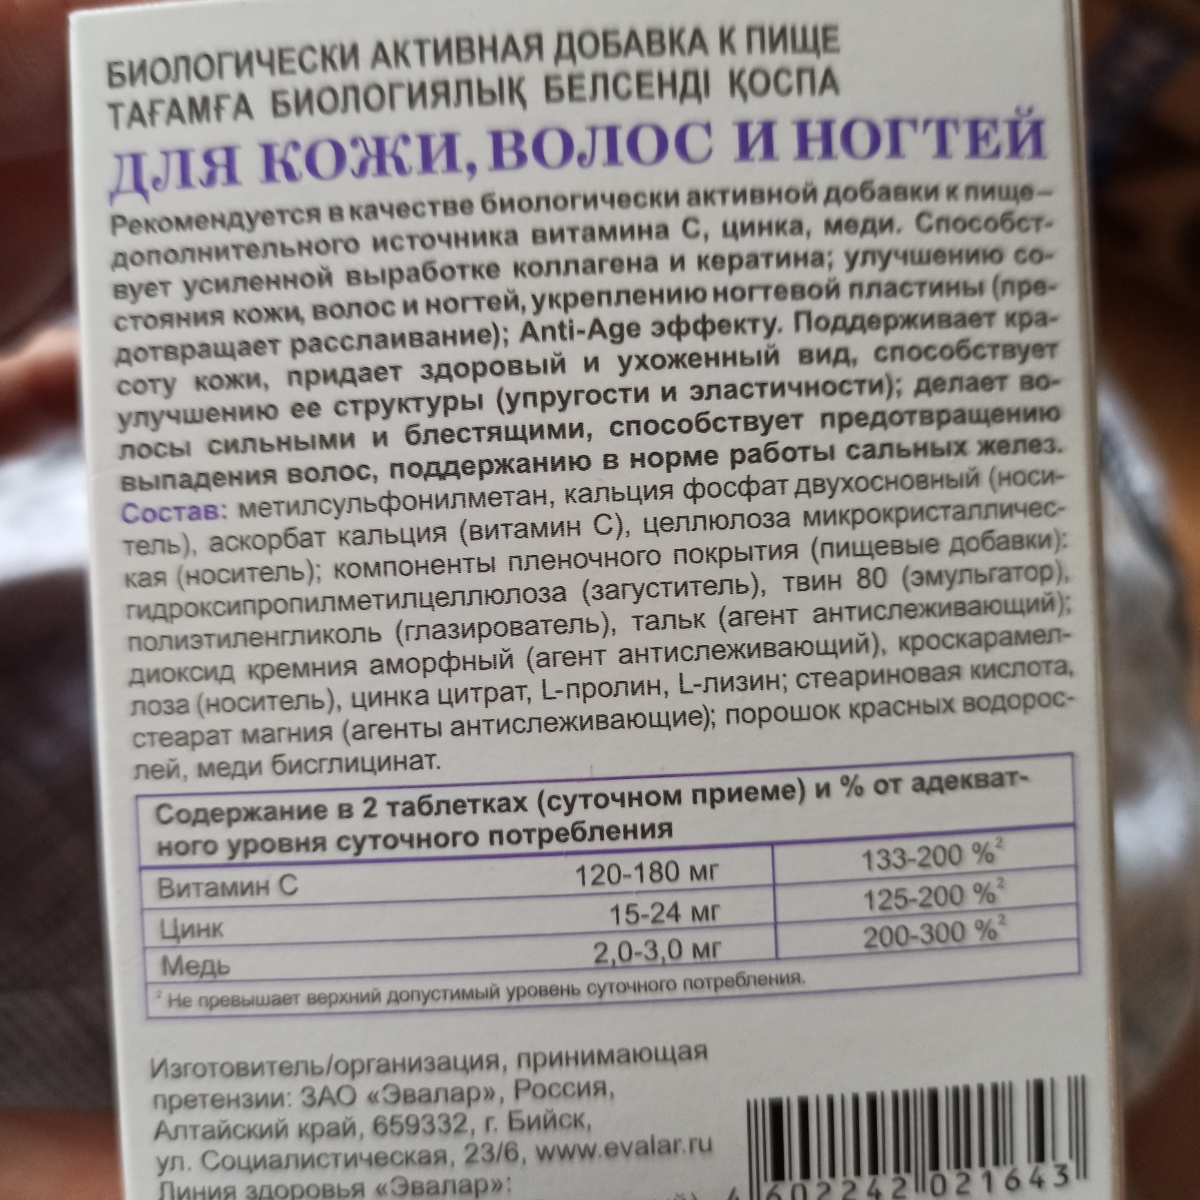 БИОЛОГИЧЕСКИ АКТИВНАЯ ДОБАВКА К ПИЩЕ
ТАҒАМҒА БИОЛОГИЯЛЫҚ БЕЛСЕНДІ ҚОСПА
ДЛЯ КОЖИ, ВОЛОС И НОГТЕЙ
Рекомендуется в качестве биологически активной добавки к пище –
дополнительного источника витамина С, цинка, меди. Способст-
вует усиленной выработке коллагена и кератина; улучшению со-
стояния кожи, волос и ногтей, укреплению ногтевой пластины (пре-
дотвращает расслаивание); Anti-Age эффекту. Поддерживает кра-
соту кожи, придает здоровый и ухоженный вид, способствует
улучшению ее структуры (упругости и эластичности); делает во-
лосы сильными и блестящими, способствует предотвращению
выпадения волос, поддержанию в норме работы сальных желез.
Состав: метилсульфонилметан, кальция фосфат двухосновный (носи-
тель), аскорбат кальция (витамин С), целлюлоза микрокристалличес-
кая (носитель); компоненты пленочного покрытия (пищевые добавки):
гидроксипропилметилцеллюлоза (загуститель), твин 80 (эмульгатор),
полиэтиленгликоль (глазирователь), тальк (агент антислеживающий);
диоксид кремния аморфный (агент антислеживающий), кроскарамел-
лоза (носитель), цинка цитрат, L-пролин, L-лизин; стеариновая кислота,
стеарат магния (агенты антислеживающие); порошок красных водорос-
лей, меди бисглицинат.
Содержание в 2 таблетках (суточном приеме) и % от адекват-
ного уровня суточного потребления
Витамин С 120-180 мг 133-200 %²
Цинк 15-24 мг 125-200 %²
Медь 2,0-3,0 мг 200-300 %²
² Не превышает верхний допустимый уровень суточного потребления.
Изготовитель/организация, принимающая
претензии: ЗАО «Эвалар», Россия,
Алтайский край, 659332, г. Бийск,
ул. Социалистическая, 23/6, www.evalar.ru
Линия здоровья «Эвалар»:
4 602242 021643